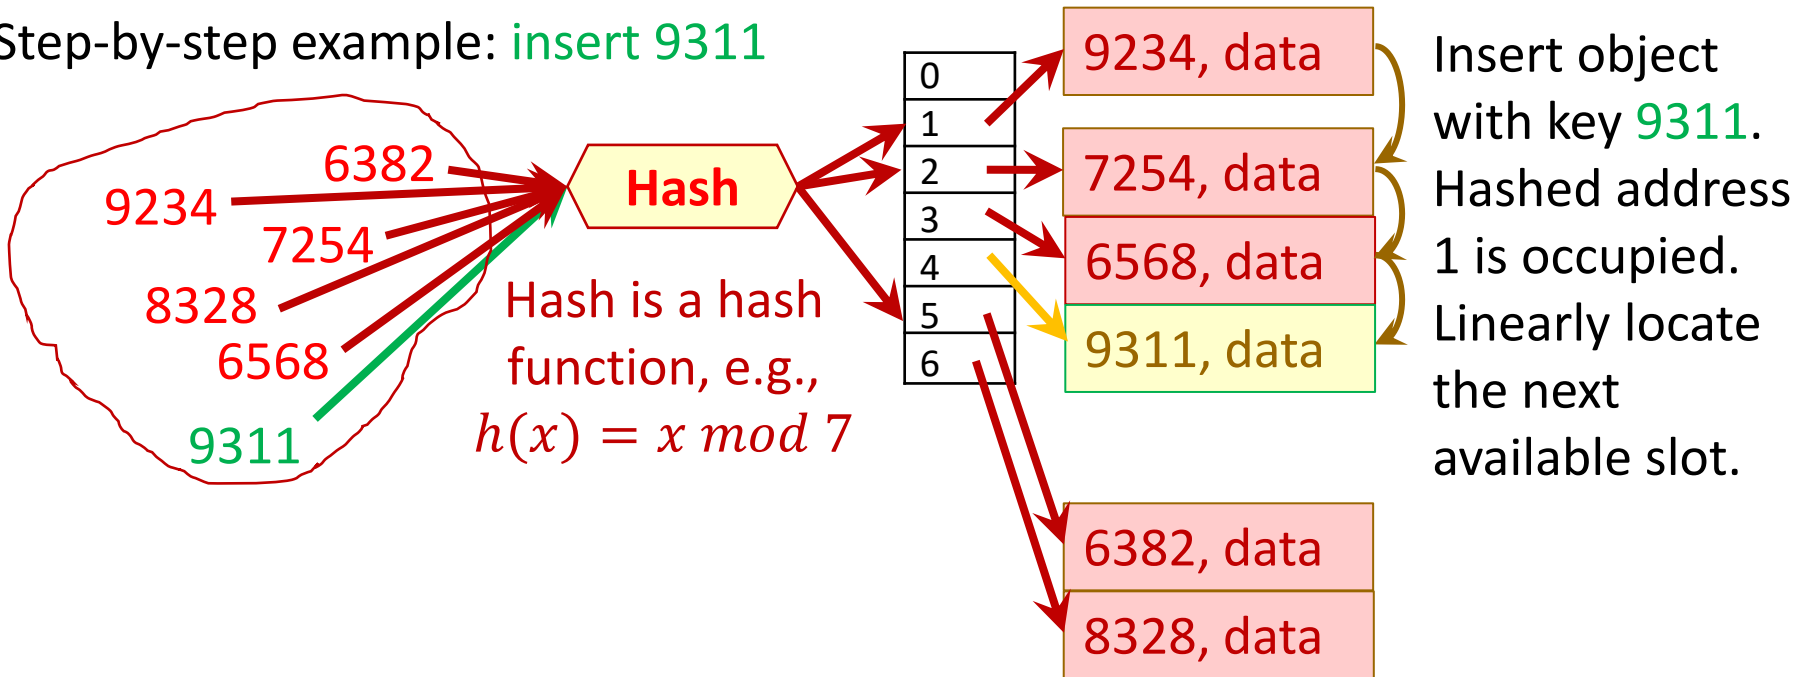 Step-by-step example: insert 9311
6382
9234
7254
8328
6568
9311
Hash
Hash is a hash
function, e.g.,
h(x) = x mod 7
0
1
2
3
4
5
6
9234, data
7254, data
6568, data
9311, data
6382, data
8328, data
Insert object
with key 9311.
Hashed address
1 is occupied.
Linearly locate
the next
available slot.